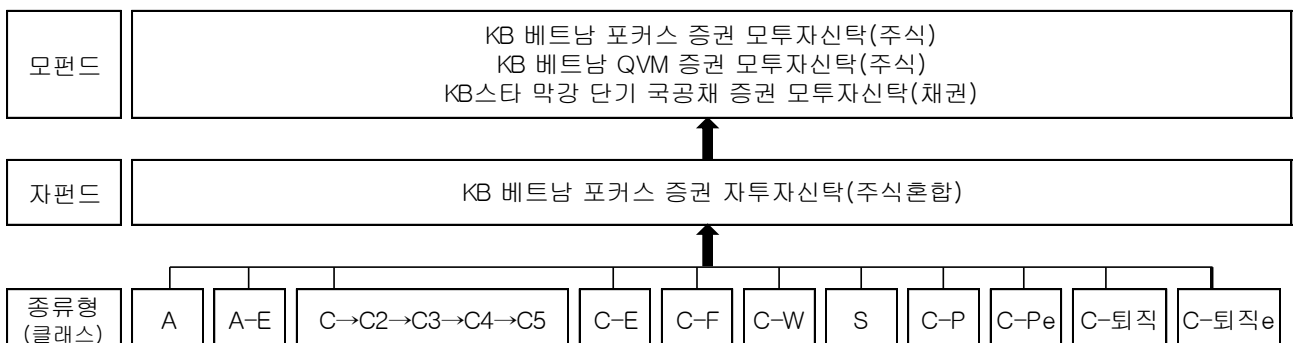 모펀드
KB 베트남 포커스 증권 모투자신탁(주식)
KB 베트남 QVM 증권 모투자신탁(주식)
KB스타 막강 단기 국공채 증권 모투자신탁(채권)
자펀드
KB 베트남 포커스 증권 자투자신탁(주식혼합)
종류형
(클래스)
A
A-E
C→C2→C3→C4→C5
C-E
C-F
C-W
S
C-P
C-Pe
C-퇴직
C-퇴직e